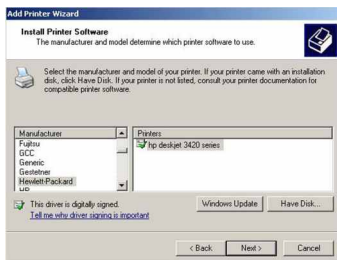 Add Printer Wizard
Install Printer Software
The manufacturer and model determine which printer software to use.
Select the manufacturer and model of your printer. If your printer came with an installation
disk, click Have Disk. If your printer is not listed, consult your printer documentation for
compatible printer software.
Manufacturer
Fujitsu
GCC
Generic
Gestetner
Hewlett-Packard
HP
Printers
hp deskjet 3420 series
This driver is digitally signed.
Tell me why driver signing is important
Windows Update
Have Disk...
< Back
Next >
Cancel